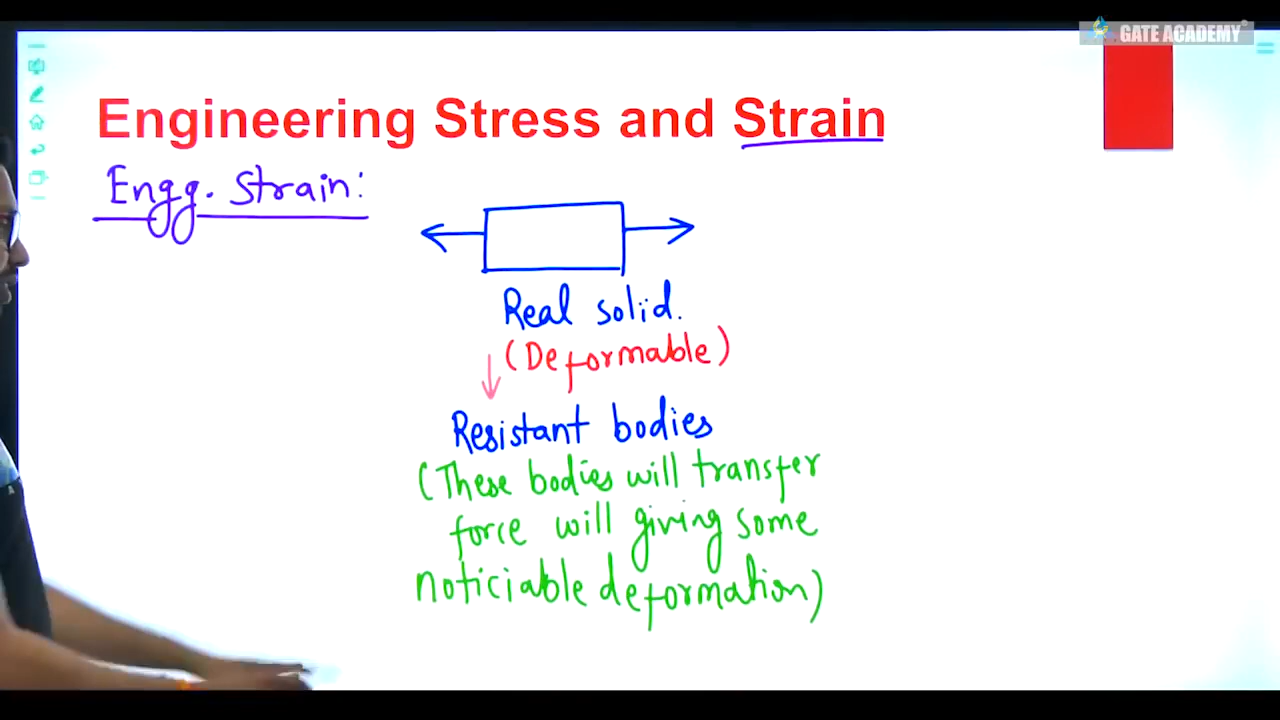 GATE ACADEMY
Engineering Stress and Strain
Engg. Strain:
Real solid.
(Deformable)
Resistant bodies
(These bodies will transfer
force will giving some
noticiable deformation)